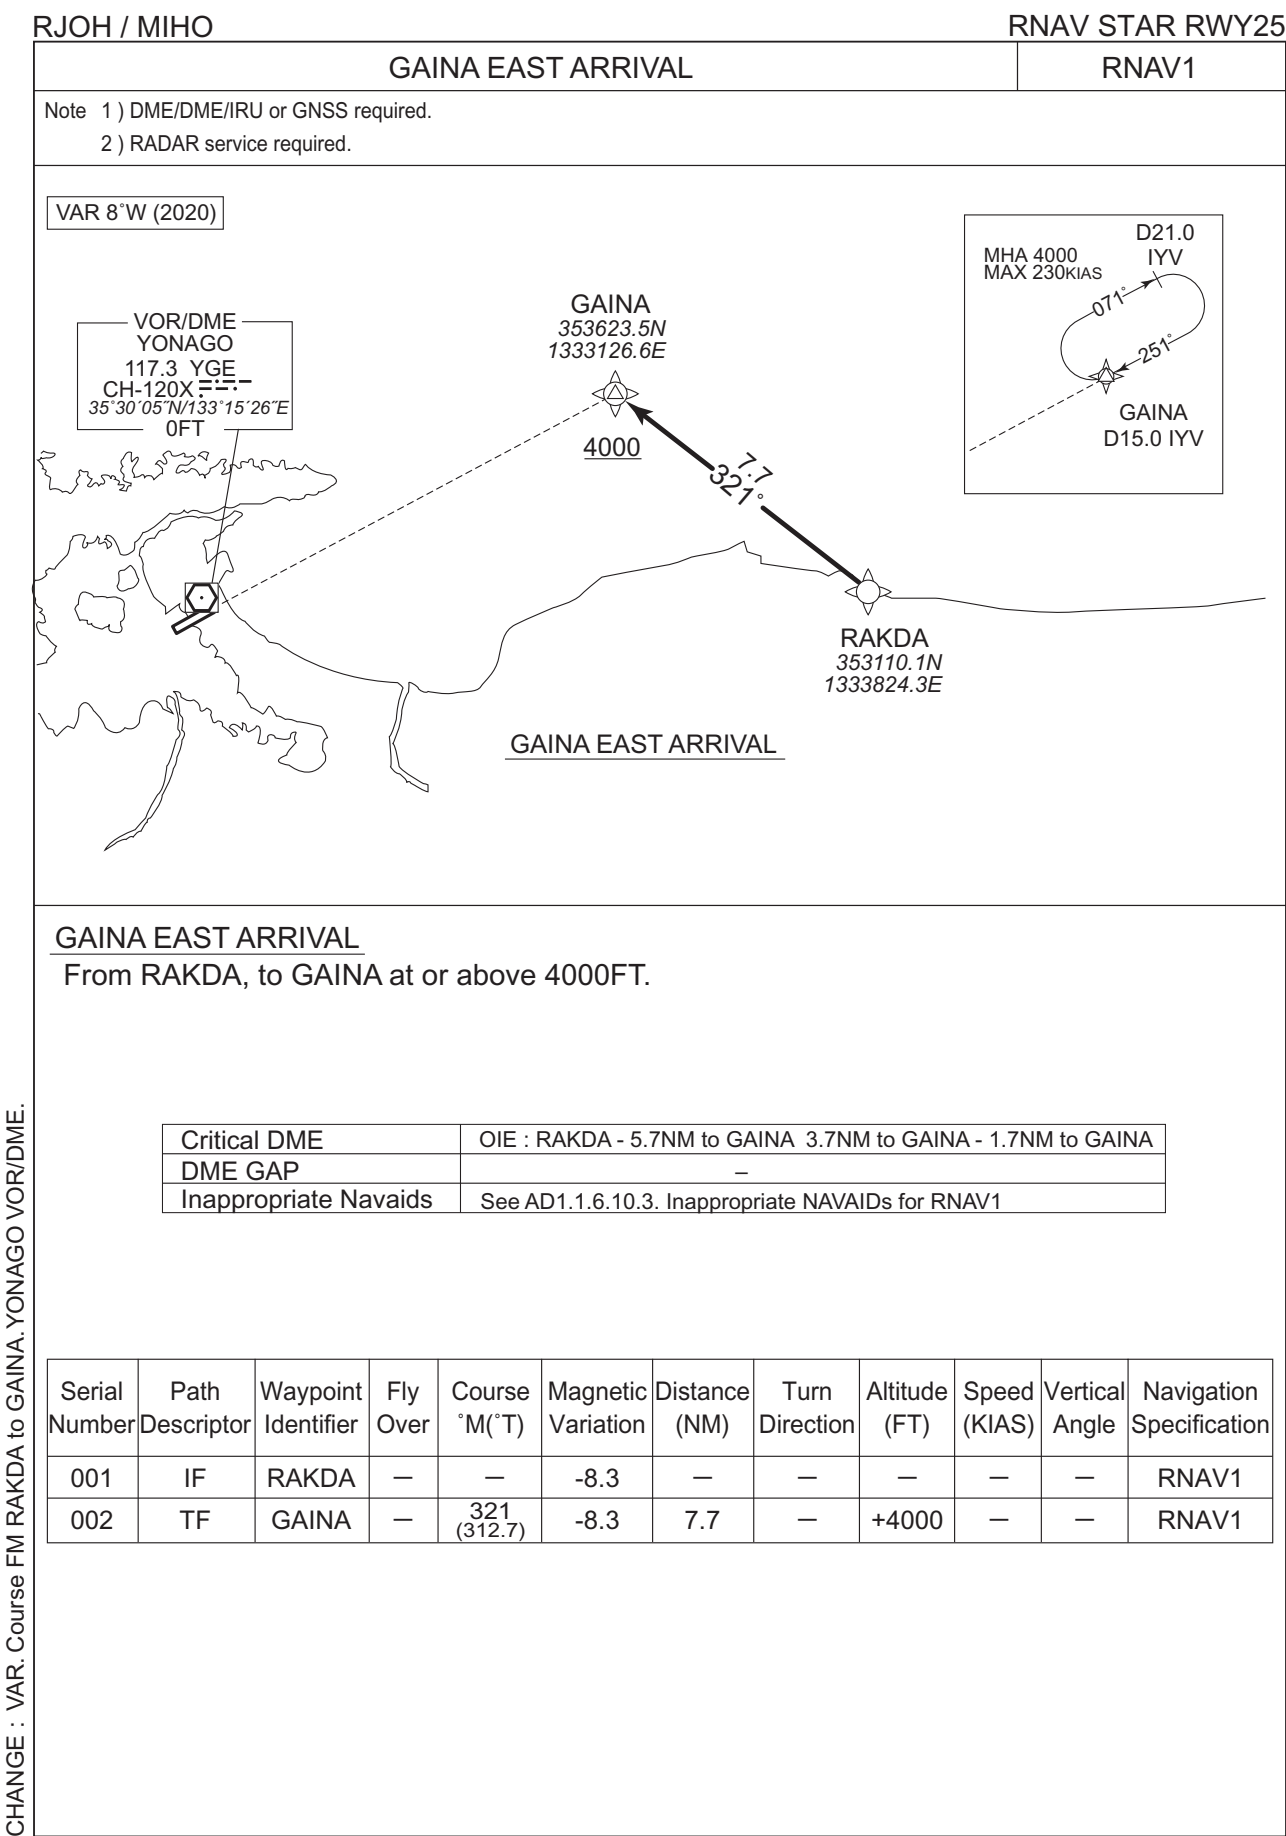 RJOH / MIHO
RNAV STAR RWY25
GAINA EAST ARRIVAL
RNAV1
Note 1 ) DME/DME/IRU or GNSS required.
2 ) RADAR service required.
VAR 8˚W (2020)
VOR/DME
YONAGO
117.3 YGE
CH-120X
35˚30´05˝N/133˚15´26˝E
0FT
GAINA
353623.5N
1333126.6E
4000
7.7
321˚
RAKDA
353110.1N
1333824.3E
GAINA EAST ARRIVAL
MHA 4000
MAX 230KIAS
D21.0
IYV
071˚
251˚
GAINA
D15.0 IYV
GAINA EAST ARRIVAL
From RAKDA, to GAINA at or above 4000FT.
Critical DME OIE : RAKDA - 5.7NM to GAINA 3.7NM to GAINA - 1.7NM to GAINA
DME GAP –
Inappropriate Navaids See AD1.1.6.10.3. Inappropriate NAVAIDs for RNAV1
Serial Path Waypoint Fly Course Magnetic Distance Turn Altitude Speed Vertical Navigation
Number Descriptor Identifier Over ˚M(˚T) Variation (NM) Direction (FT) (KIAS) Angle Specification
001 IF RAKDA — — -8.3 — — — — — RNAV1
002 TF GAINA — 321 (312.7) -8.3 7.7 — +4000 — — RNAV1
CHANGE : VAR. Course FM RAKDA to GAINA. YONAGO VOR/DME.